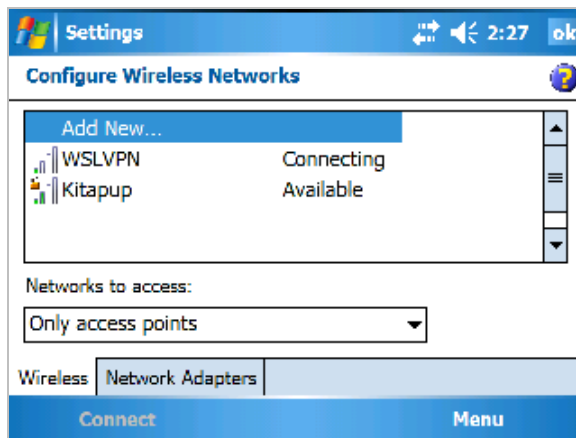 Settings 2:27 ok
Configure Wireless Networks
Add New...
WSLVPN Connecting
Kitapup Available
Networks to access:
Only access points
Wireless Network Adapters
Connect Menu